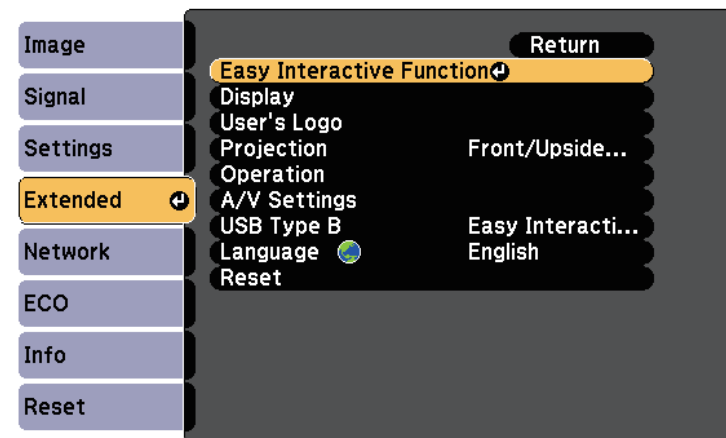 Image
Signal
Settings
Extended
Network
ECO
Info
Reset
Return
Easy Interactive Function
Display
User's Logo
Projection Front/Upside...
Operation
A/V Settings
USB Type B Easy Interacti...
Language English
Reset